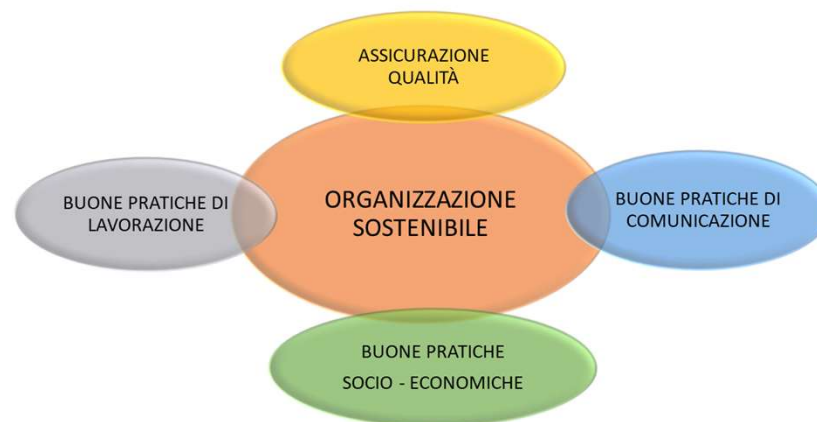 ASSICURAZIONE
QUALITÀ
BUONE PRATICHE DI
LAVORAZIONE
ORGANIZZAZIONE
SOSTENIBILE
BUONE PRATICHE DI
COMUNICAZIONE
BUONE PRATICHE
SOCIO - ECONOMICHE